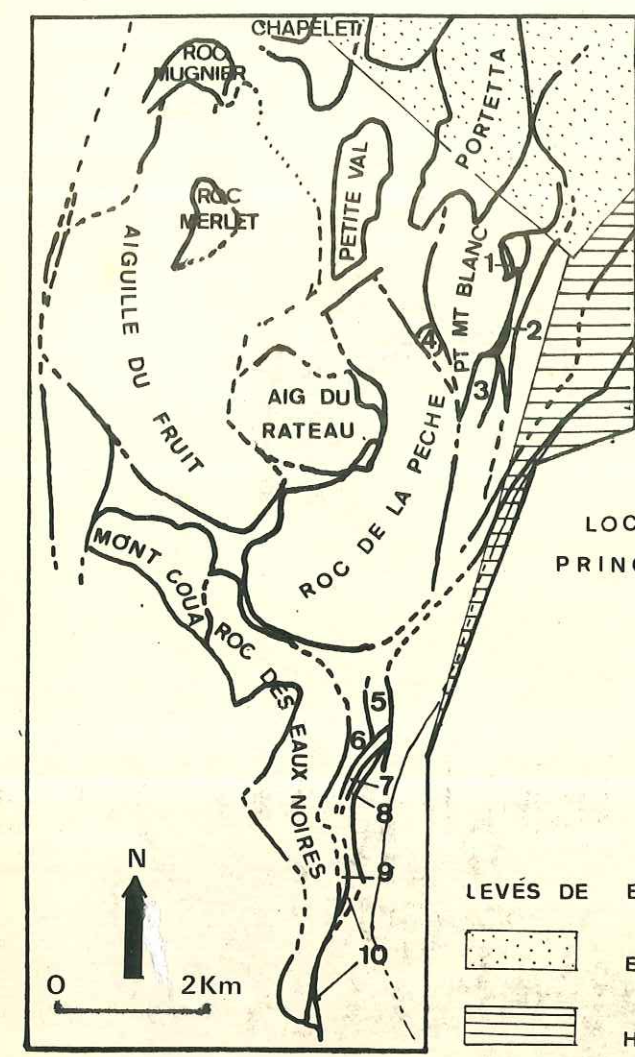 CHAPELET
ROC
MUGNIER
PORTETTA
PETITE VAL
ROC
MERLET
AIGUILLE DU FRUIT
PT MT BLANC
1
2
4
3
AIG DU
RATEAU
ROC DE LA PECHE
LOC
PRINC
MONT COUA
ROC DES EAUX NOIRES
5
6
7
8
9
10
N
O 2Km
LEVÉS DE E
E
H